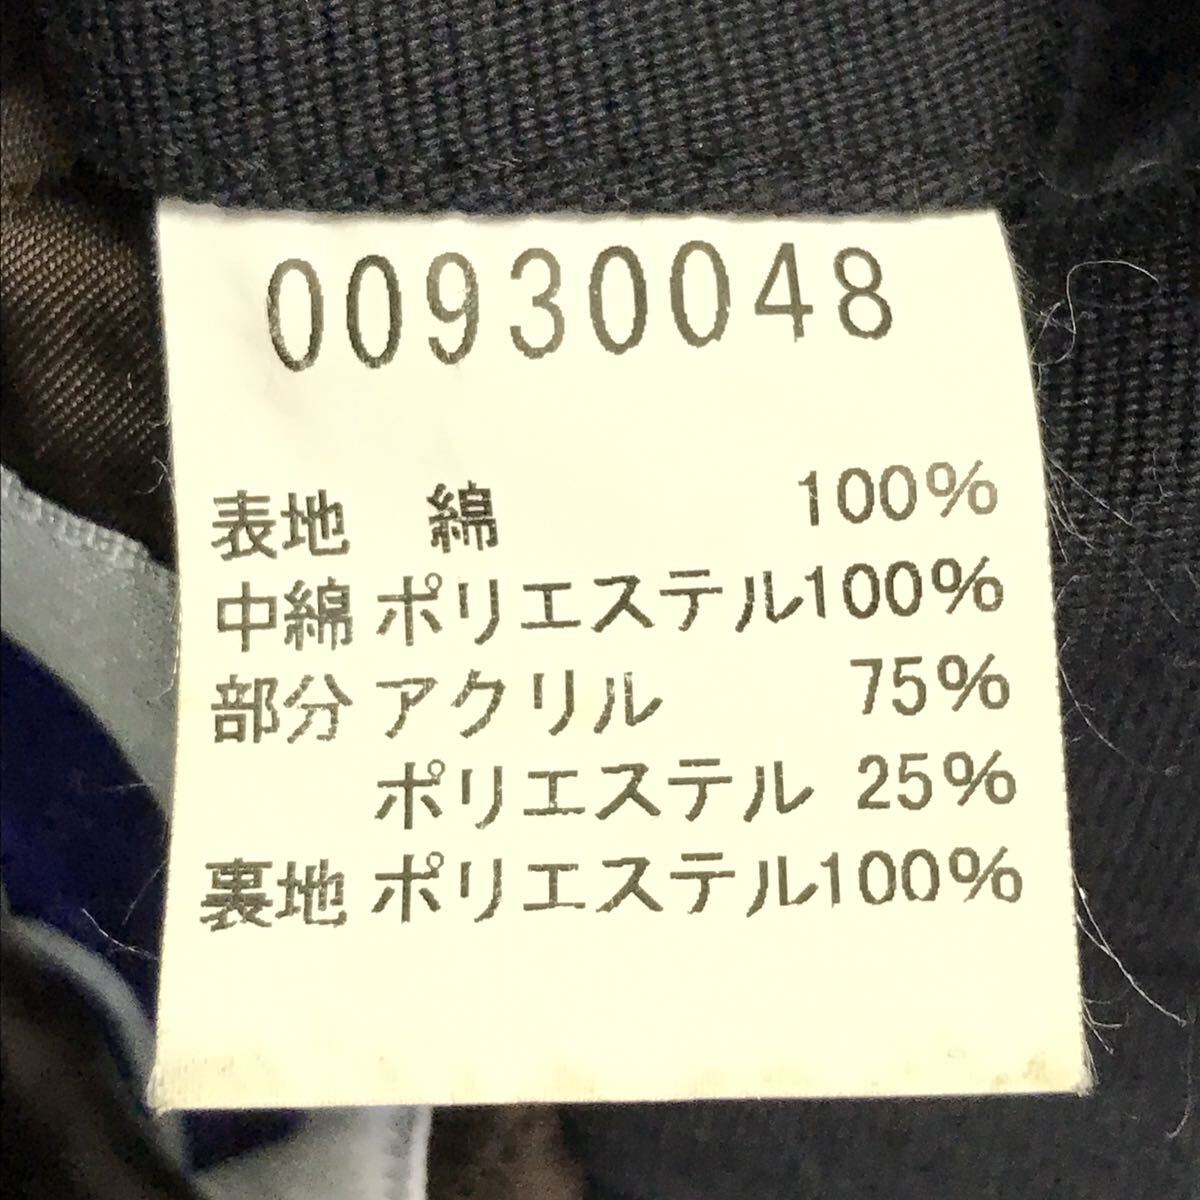 00930048
表地 綿 100%
中綿 ポリエステル100%
部分 アクリル 75%
ポリエステル 25%
裏地 ポリエステル100%